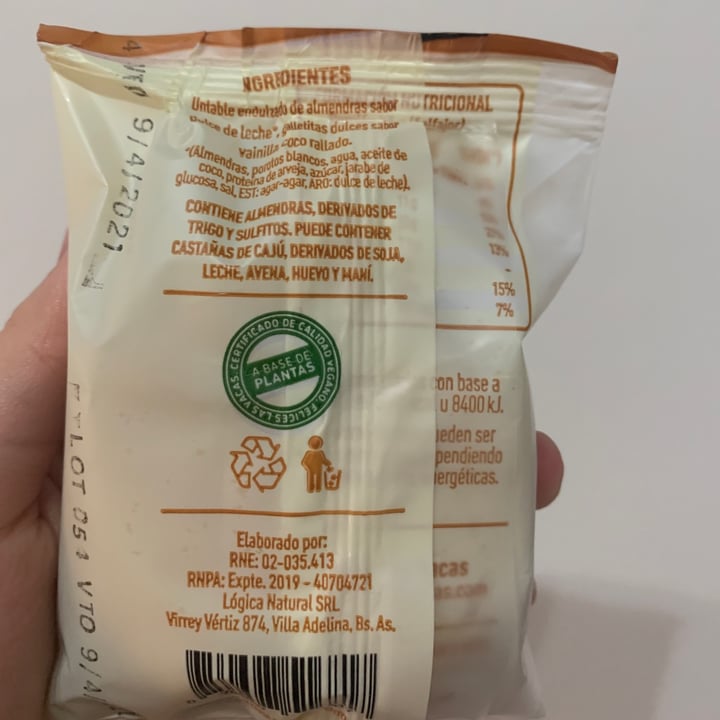 INGREDIENTES
Untable endulzado de almendras sabor
dulce de leche*, galletitas dulces sabor
vainilla coco rallado.
*(Almendras, porotos blancos, agua, aceite de
coco, proteína de arveja, azúcar, jarabe de
glucosa, sal, EST: agar-agar, ARO: dulce de leche).
CONTIENE ALMENDRAS, DERIVADOS DE
TRIGO Y SULFITOS. PUEDE CONTENER
CASTAÑAS DE CAJÚ, DERIVADOS DE SOJA,
LECHE, AVENA, HUEVO Y MANÍ.
CERTIFICADO DE CALIDAD VEGANO. FELICES LAS VACAS.
A BASE DE
PLANTAS
Elaborado por:
RNE: 02-035.413
RNPA: Expte. 2019 - 40704721
Lógica Natural SRL
Virrey Vértiz 874, Villa Adelina, Bs. As.
NUTRICIONAL
13%
15%
7%
con base a
u 8400 kJ.
ueden ser
pendiendo
ergéticas.
cas
as.com
VTO 9/4/2021
LOT 051 VTO 9/4